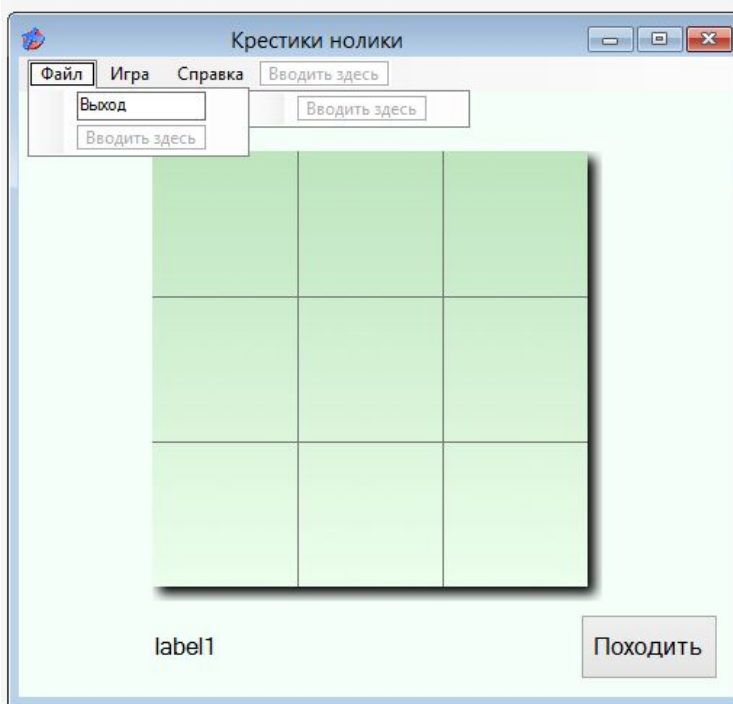 Крестики нолики
Файл Игра Справка Вводить здесь
Выход Вводить здесь
Вводить здесь
label1 Походить